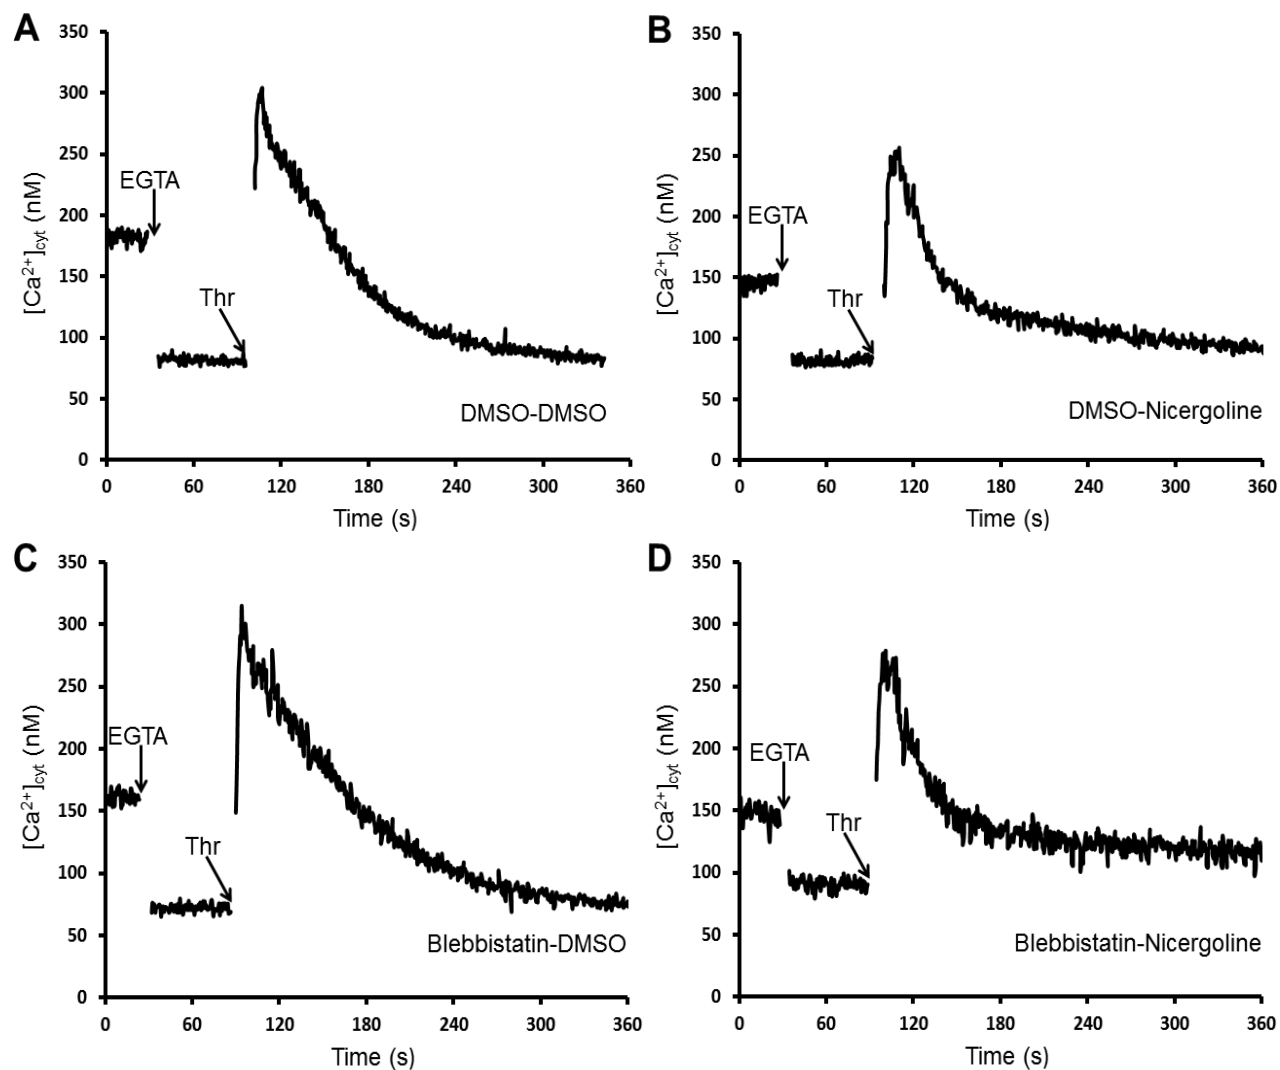 A
350
300
250
200
150
100
50
0
[Ca²⁺]cyt (nM)
EGTA
Thr
DMSO-DMSO
0 60 120 180 240 300 360
Time (s)
B
350
300
250
200
150
100
50
0
[Ca²⁺]cyt (nM)
EGTA
Thr
DMSO-Nicergoline
0 60 120 180 240 300 360
Time (s)
C
350
300
250
200
150
100
50
0
[Ca²⁺]cyt (nM)
EGTA
Thr
Blebbistatin-DMSO
0 60 120 180 240 300 360
Time (s)
D
350
300
250
200
150
100
50
0
[Ca²⁺]cyt (nM)
EGTA
Thr
Blebbistatin-Nicergoline
0 60 120 180 240 300 360
Time (s)